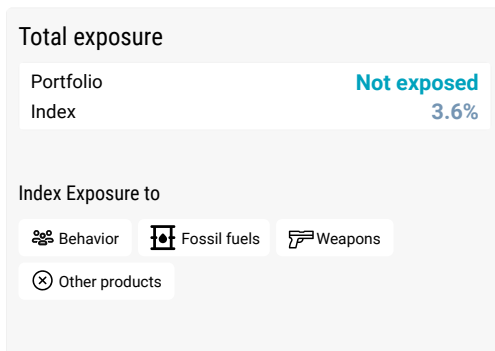 Total exposure
Portfolio Not exposed
Index 3.6%
Index Exposure to
Behavior Fossil fuels Weapons
Other products